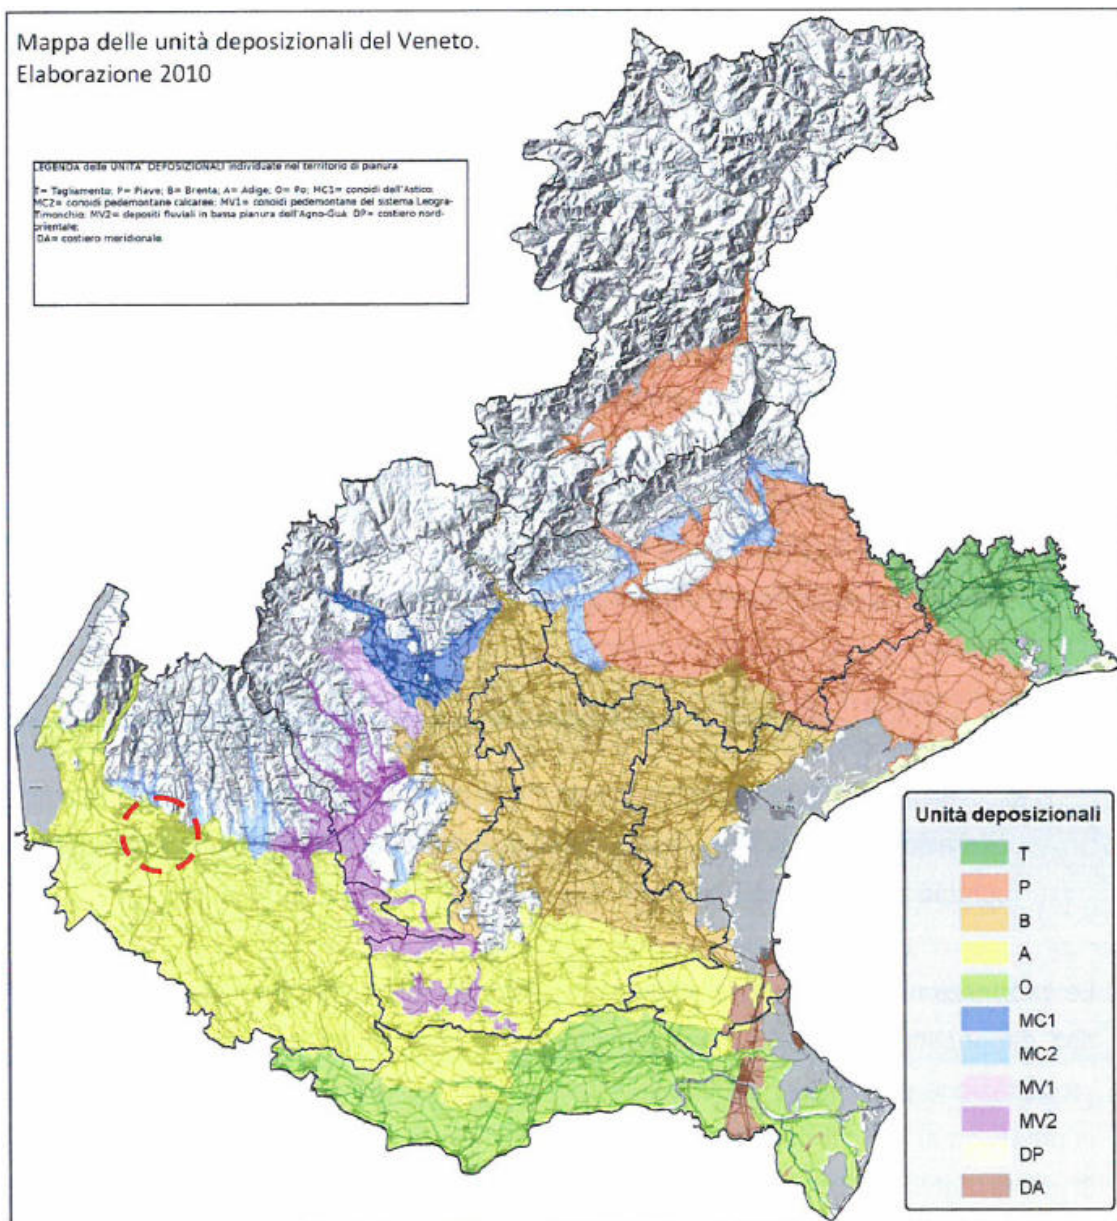 Mappa delle unità deposizionali del Veneto.
Elaborazione 2010
LEGENDA delle UNITA' DEPOSIZIONALI individuate nel territorio di pianura
T= Tagliamento; P= Piave; B= Brenta; A= Adige; O= Po; MC1= conoidi dell'Astico;
MC2= conoidi pedemontane calcaree; MV1= conoidi pedemontane del sistema Leogra-
Timonchio; MV2= depositi fluviali in bassa pianura dell'Agno-Guà; DP= costiero nord-
orientale;
DA= costiero meridionale.
Unità deposizionali
T
P
B
A
O
MC1
MC2
MV1
MV2
DP
DA